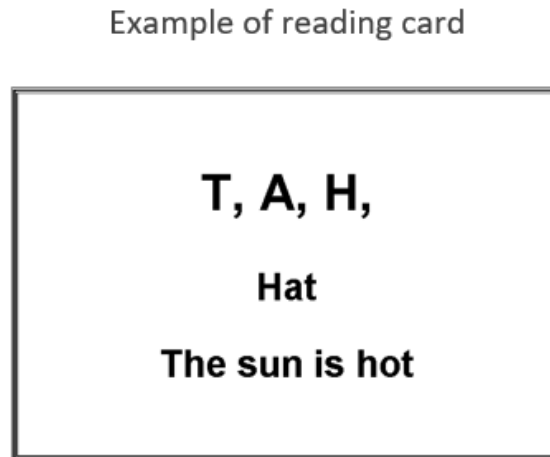 Example of reading card
T, A, H,
Hat
The sun is hot